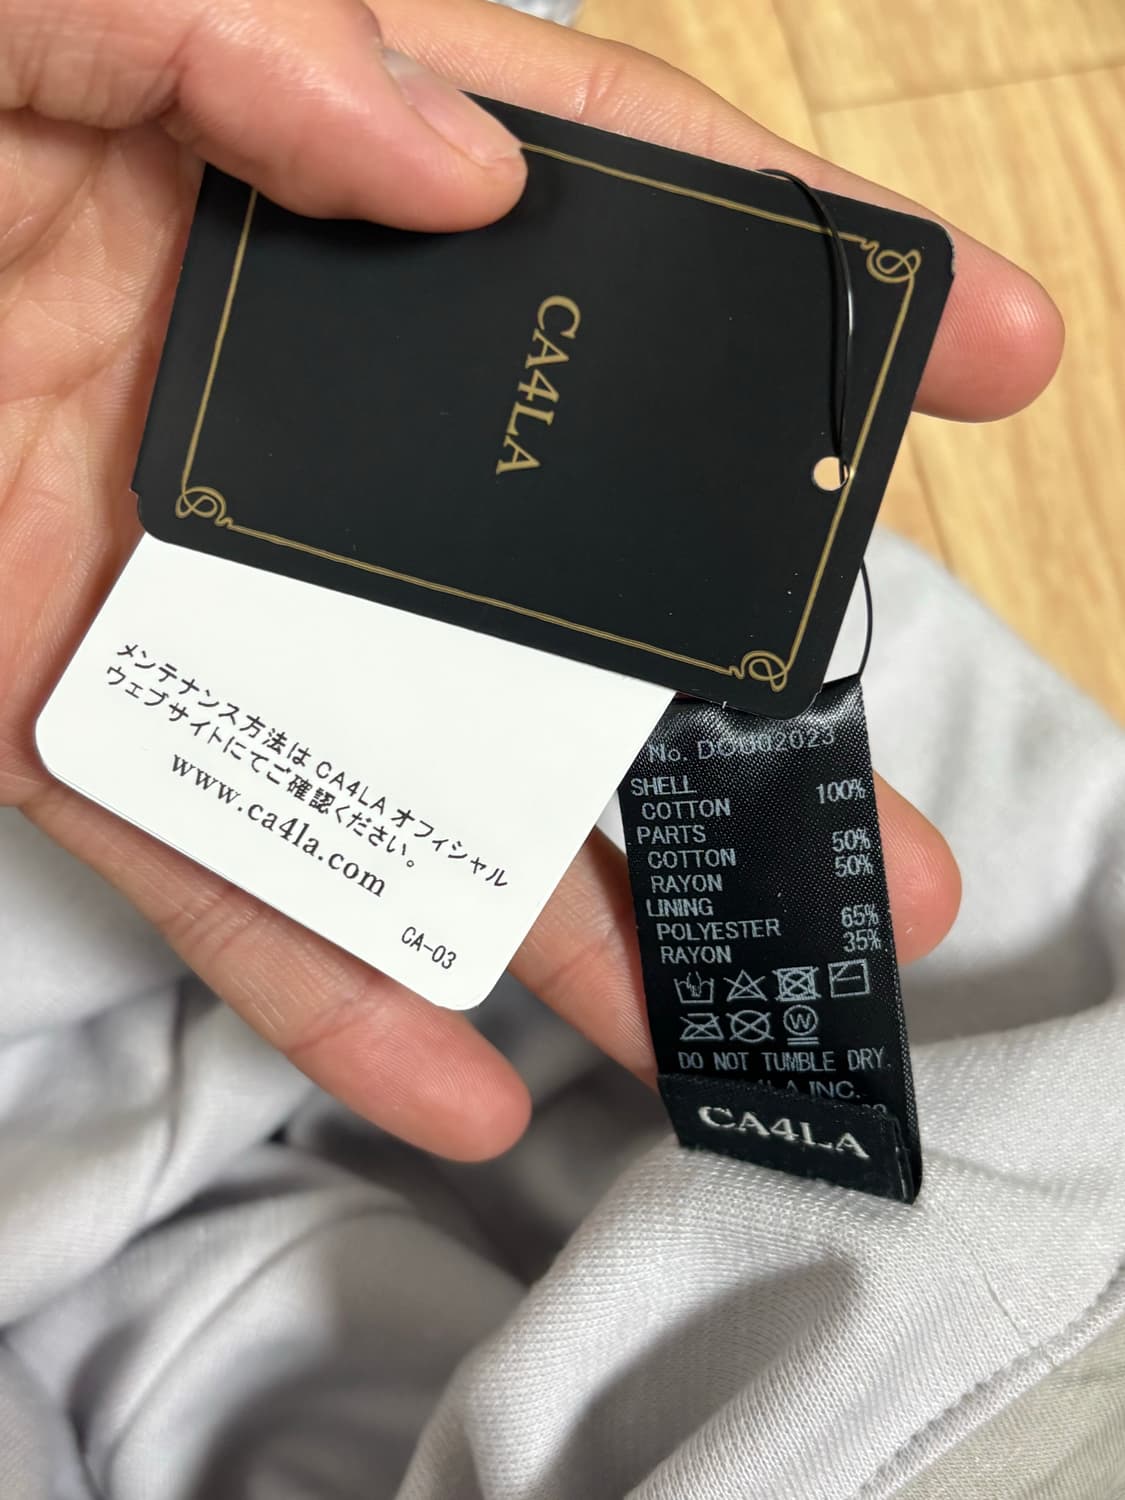 CA4LA
メンテナンス方法は CA4LA オフィシャル
ウェブサイトにてご確認ください。
www.ca4la.com
CA-03
No.
SHELL
COTTON 100%
PARTS
COTTON 50%
RAYON 50%
LINING
POLYESTER 65%
RAYON 35%
W
DO NOT TUMBLE DRY.
INC.
CA4LA